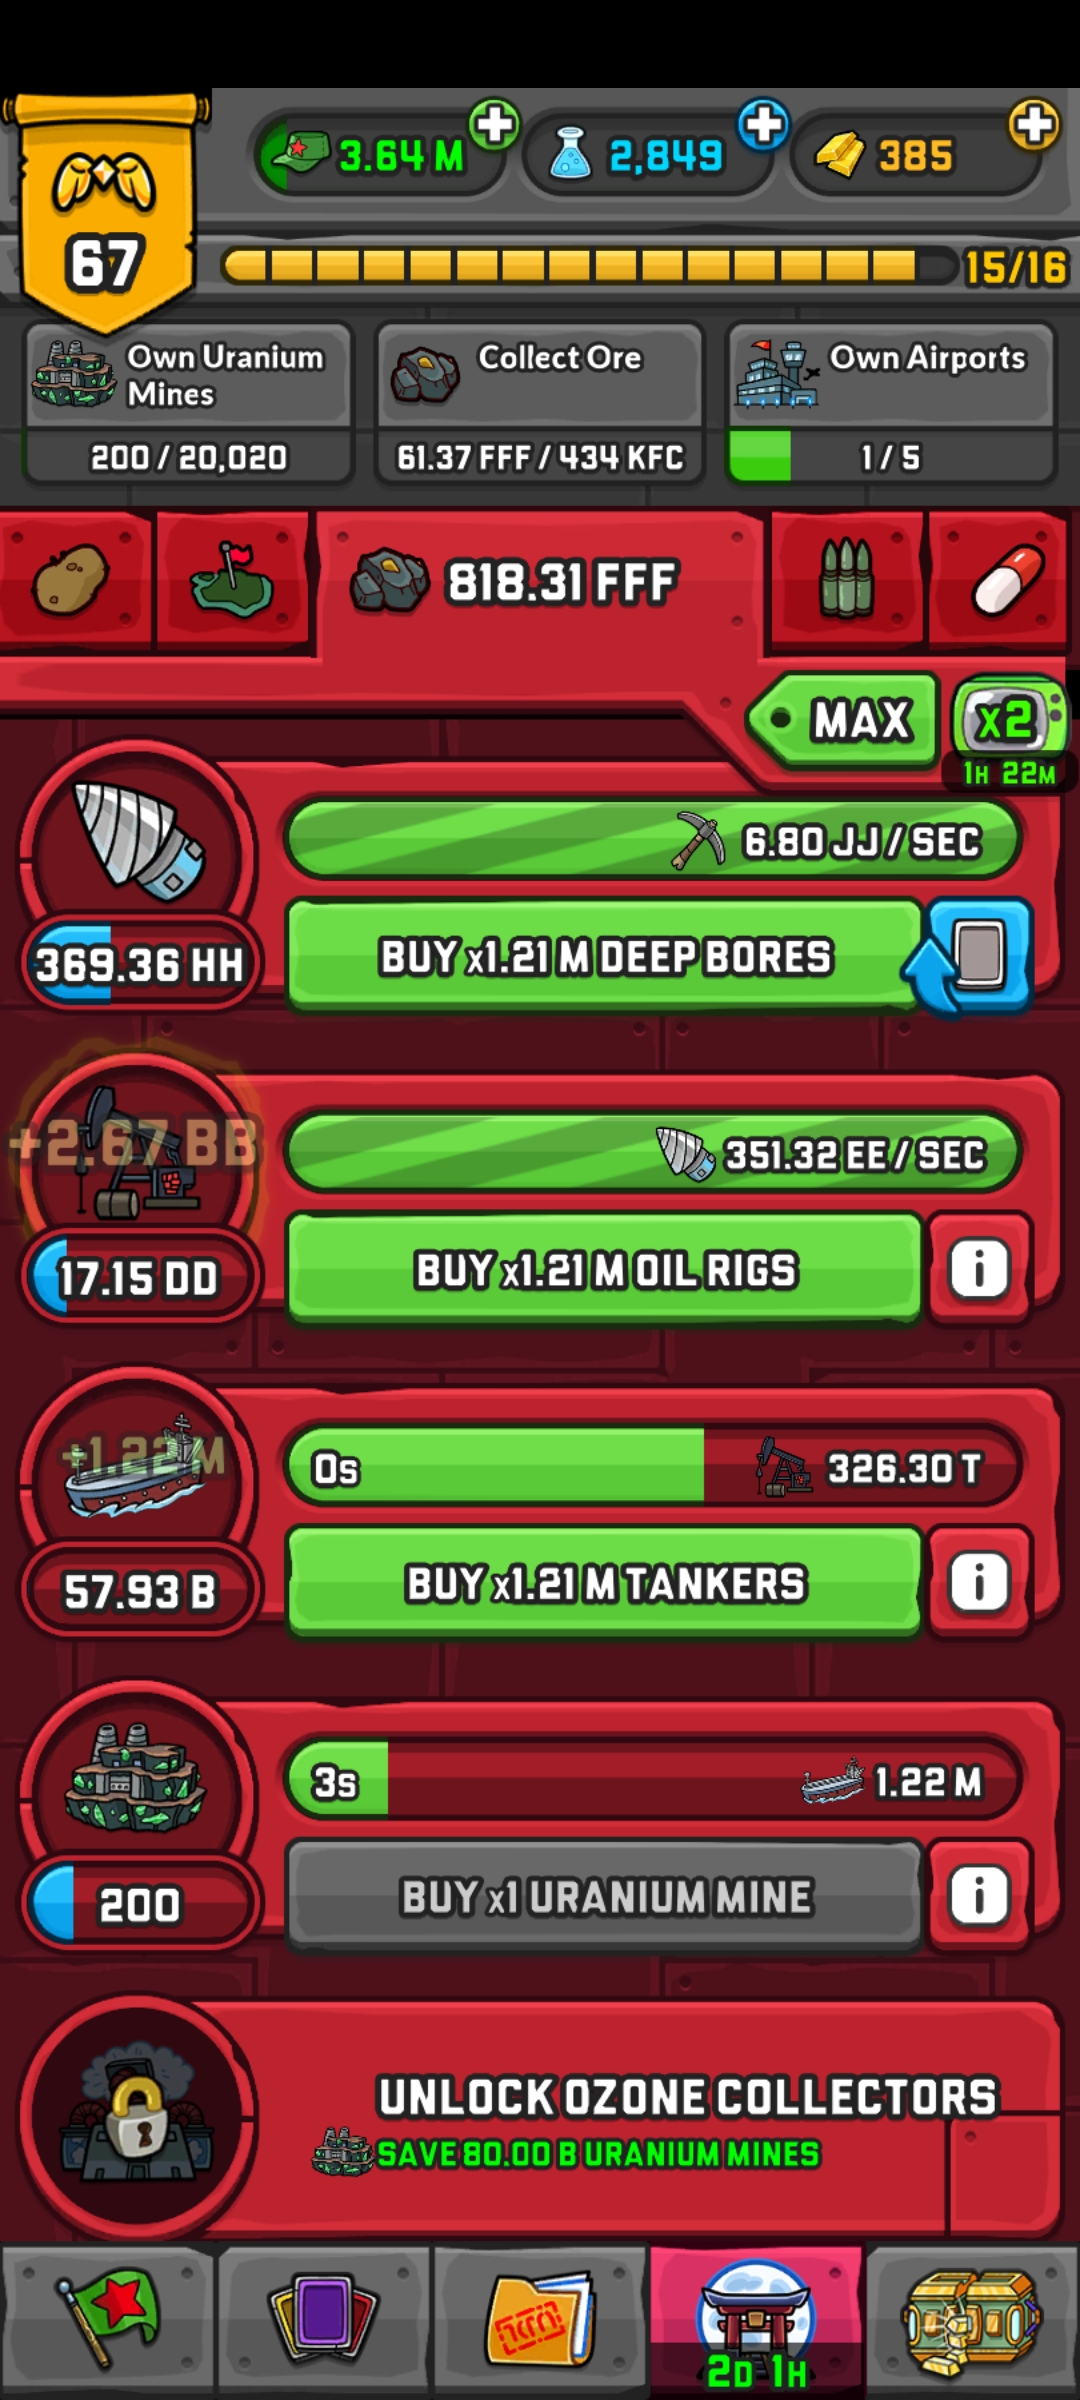 3.64 M
2,849
385
67
15/16
Own Uranium
Mines
200 / 20,020
Collect Ore
61.37 FFF / 434 KFC
Own Airports
1 / 5
818.31 FFF
MAX
x2
1H 22M
6.80 JJ / SEC
369.36 HH
BUY x1.21 M DEEP BORES
+2.67 BB
351.32 EE / SEC
17.15 DD
BUY x1.21 M OIL RIGS
i
+1.22 M
0s
326.30 T
57.93 B
BUY x1.21 M TANKERS
i
3s
1.22 M
200
BUY x1 URANIUM MINE
i
UNLOCK OZONE COLLECTORS
SAVE 80.00 B URANIUM MINES
2D 1H